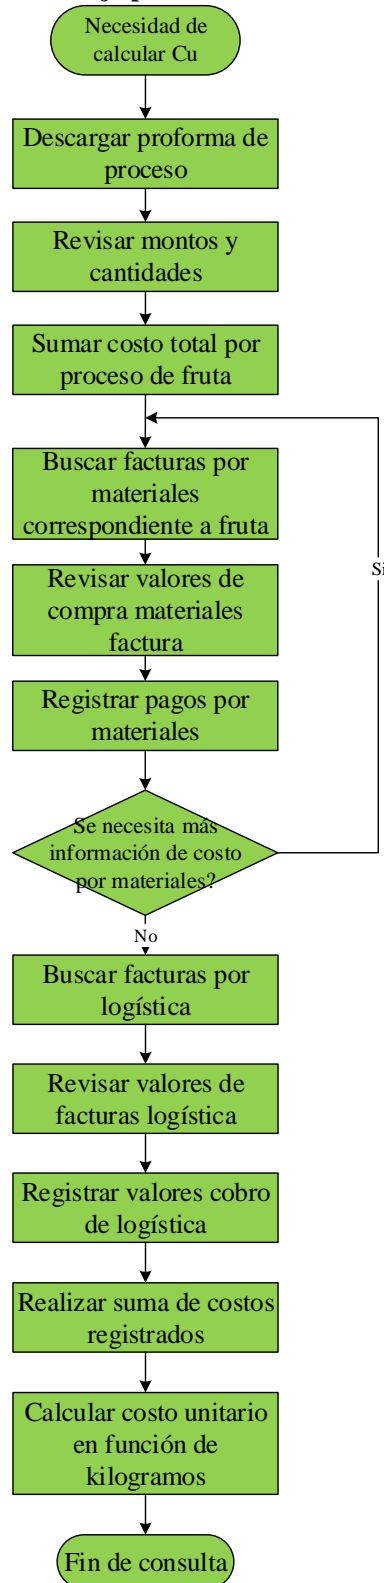 Necesidad de
calcular Cu
Descargar proforma de
proceso
Revisar montos y
cantidades
Sumar costo total por
proceso de fruta
Buscar facturas por
materiales
correspondiente a fruta
Revisar valores de
compra materiales
factura
Si
Registrar pagos por
materiales
Se necesita más
información de costo
por materiales?
No
Buscar facturas por
logística
Revisar valores de
facturas logística
Registrar valores cobro
de logística
Realizar suma de costos
registrados
Calcular costo unitario
en función de
kilogramos
Fin de consulta